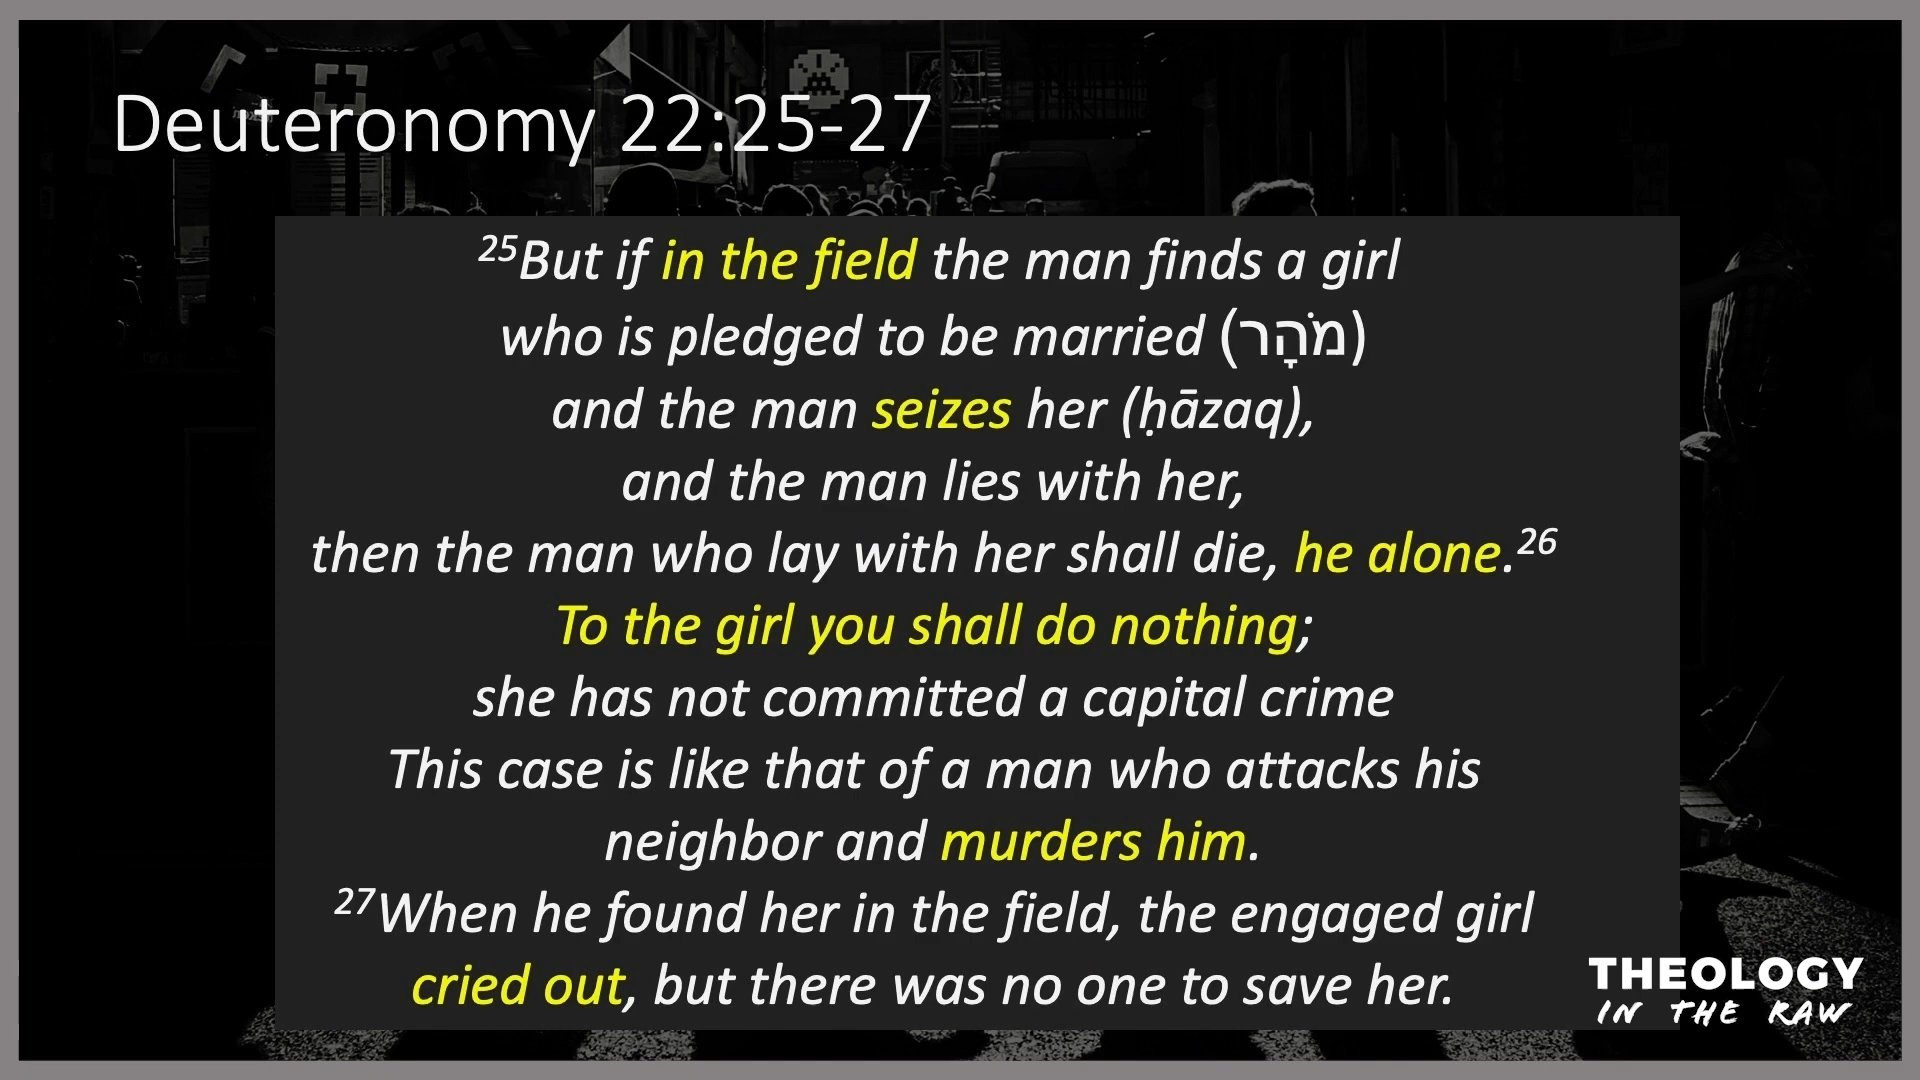 Deuteronomy 22:25-27
25But if in the field the man finds a girl
who is pledged to be married (מֹהָר)
and the man seizes her (ḥāzaq),
and the man lies with her,
then the man who lay with her shall die, he alone.26
To the girl you shall do nothing;
she has not committed a capital crime
This case is like that of a man who attacks his
neighbor and murders him.
27When he found her in the field, the engaged girl
cried out, but there was no one to save her.
THEOLOGY
IN THE RAW